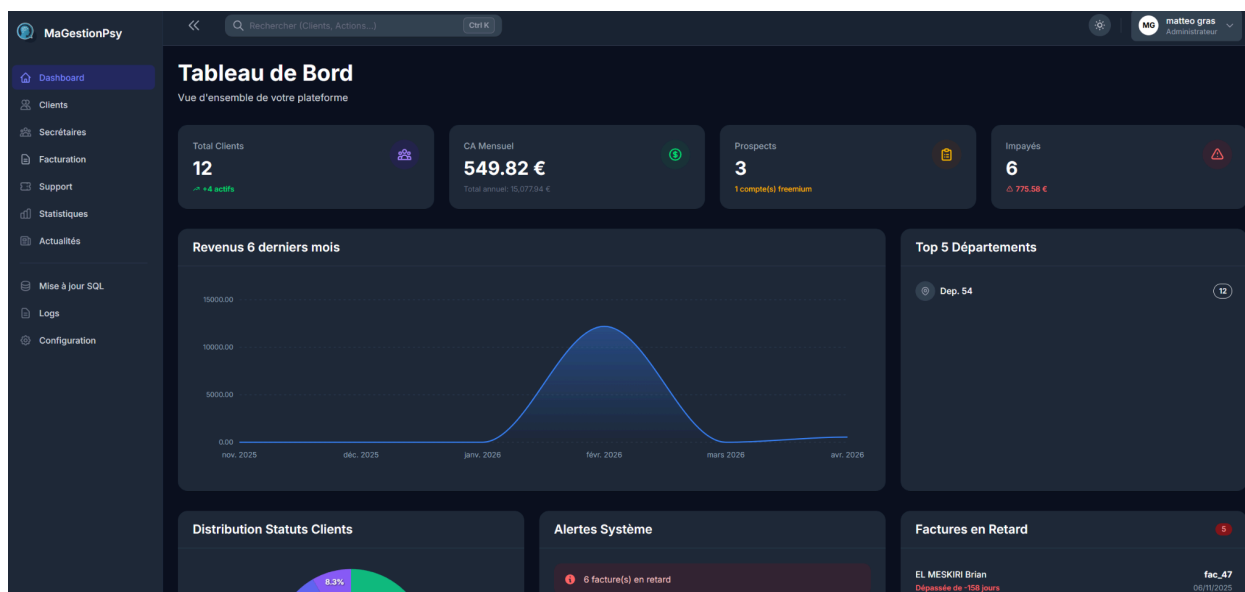 MaGestionPsy
Rechercher (Clients, Actions...)
Ctrl K
MG
matteo gras
Administrateur
Dashboard
Clients
Secrétaires
Facturation
Support
Statistiques
Actualités
Mise à jour SQL
Logs
Configuration
Tableau de Bord
Vue d'ensemble de votre plateforme
Total Clients
12
+4 actifs
CA Mensuel
549.82 €
Total annuel: 15,077.94 €
Prospects
3
1 compte(s) freemium
Impayés
6
775.58 €
Revenus 6 derniers mois
15000.00
10000.00
5000.00
0.00
nov. 2025
déc. 2025
janv. 2026
févr. 2026
mars 2026
avr. 2026
Top 5 Départements
Dep. 54
12
Distribution Statuts Clients
8.3%
Alertes Système
6 facture(s) en retard
Factures en Retard
5
EL MESKIRI Brian
fac_47
Dépassée de -158 jours
06/11/2025